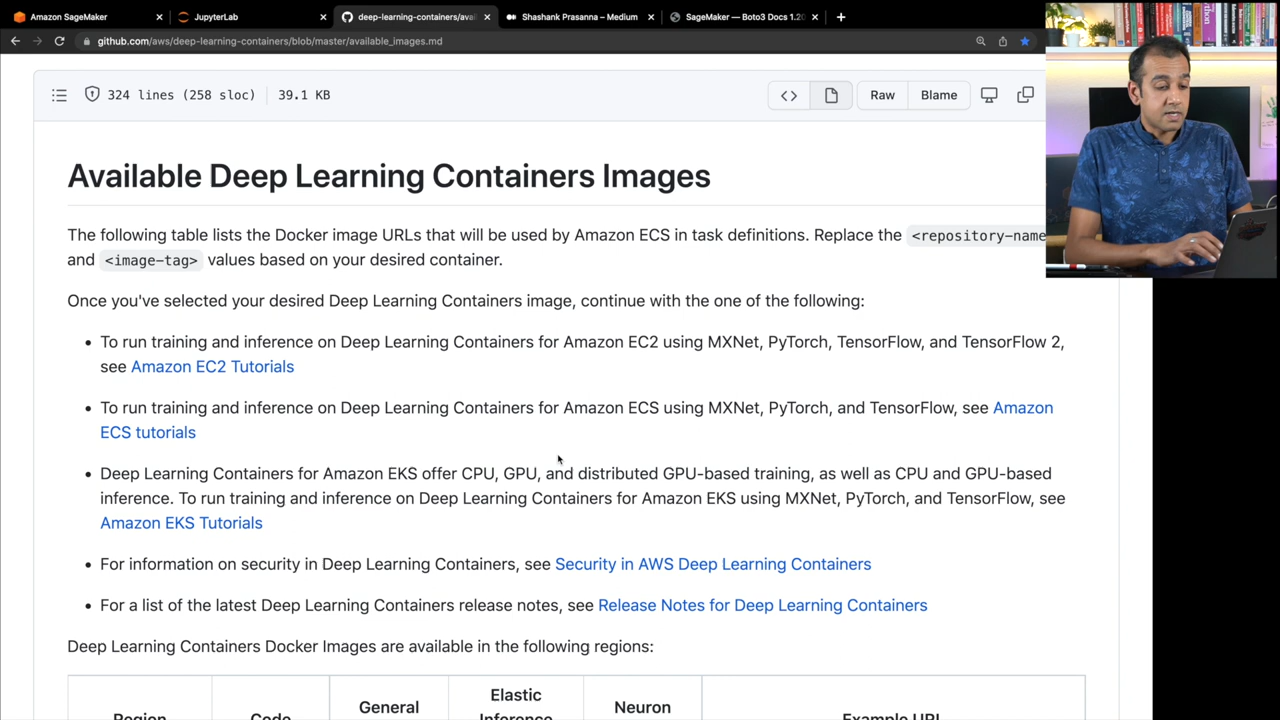 Amazon SageMaker
JupyterLab
deep-learning-containers/avai
Shashank Prasanna – Medium
SageMaker — Boto3 Docs 1.20
github.com/aws/deep-learning-containers/blob/master/available_images.md
324 lines (258 sloc) 39.1 KB
Raw
Blame
Available Deep Learning Containers Images
The following table lists the Docker image URLs that will be used by Amazon ECS in task definitions. Replace the <repository-name
and <image-tag> values based on your desired container.
Once you've selected your desired Deep Learning Containers image, continue with the one of the following:
• To run training and inference on Deep Learning Containers for Amazon EC2 using MXNet, PyTorch, TensorFlow, and TensorFlow 2,
see Amazon EC2 Tutorials
• To run training and inference on Deep Learning Containers for Amazon ECS using MXNet, PyTorch, and TensorFlow, see Amazon
ECS tutorials
• Deep Learning Containers for Amazon EKS offer CPU, GPU, and distributed GPU-based training, as well as CPU and GPU-based
inference. To run training and inference on Deep Learning Containers for Amazon EKS using MXNet, PyTorch, and TensorFlow, see
Amazon EKS Tutorials
• For information on security in Deep Learning Containers, see Security in AWS Deep Learning Containers
• For a list of the latest Deep Learning Containers release notes, see Release Notes for Deep Learning Containers
Deep Learning Containers Docker Images are available in the following regions:
Region
Code
General
Elastic
Inference
Neuron
Example URL